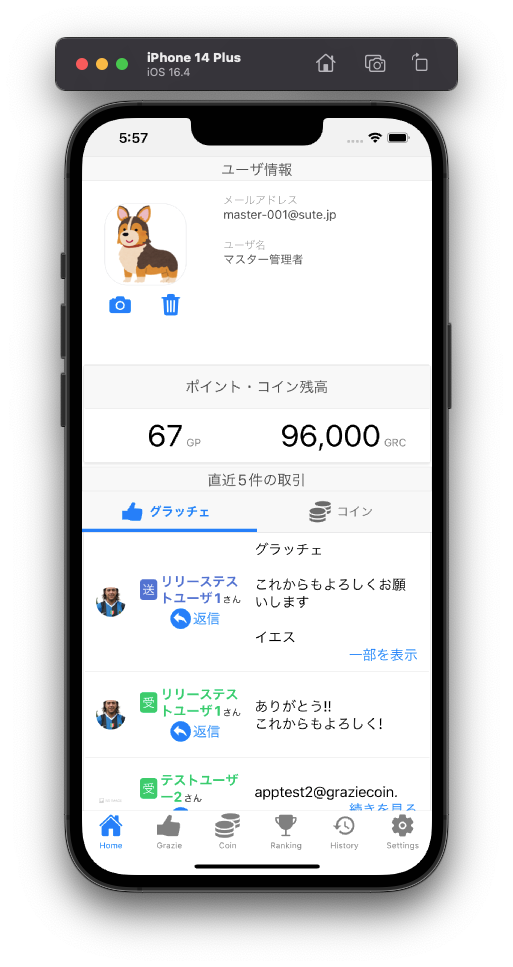 iPhone 14 Plus
iOS 16.4
5:57
ユーザ情報
メールアドレス
master-001@sute.jp
ユーザ名
マスター管理者
ポイント・コイン残高
67 GP
96,000 GRC
直近5件の取引
グラッチェ
コイン
送 リリーステス
トユーザ1さん
返信
グラッチェ
これからもよろしくお願
いします
イエス
一部を表示
受 リリーステス
トユーザ1さん
返信
ありがとう!!
これからもよろしく!
受 テストユーザ
ー2さん
apptest2@graziecoin.
続きを見る
Home
Grazie
Coin
Ranking
History
Settings